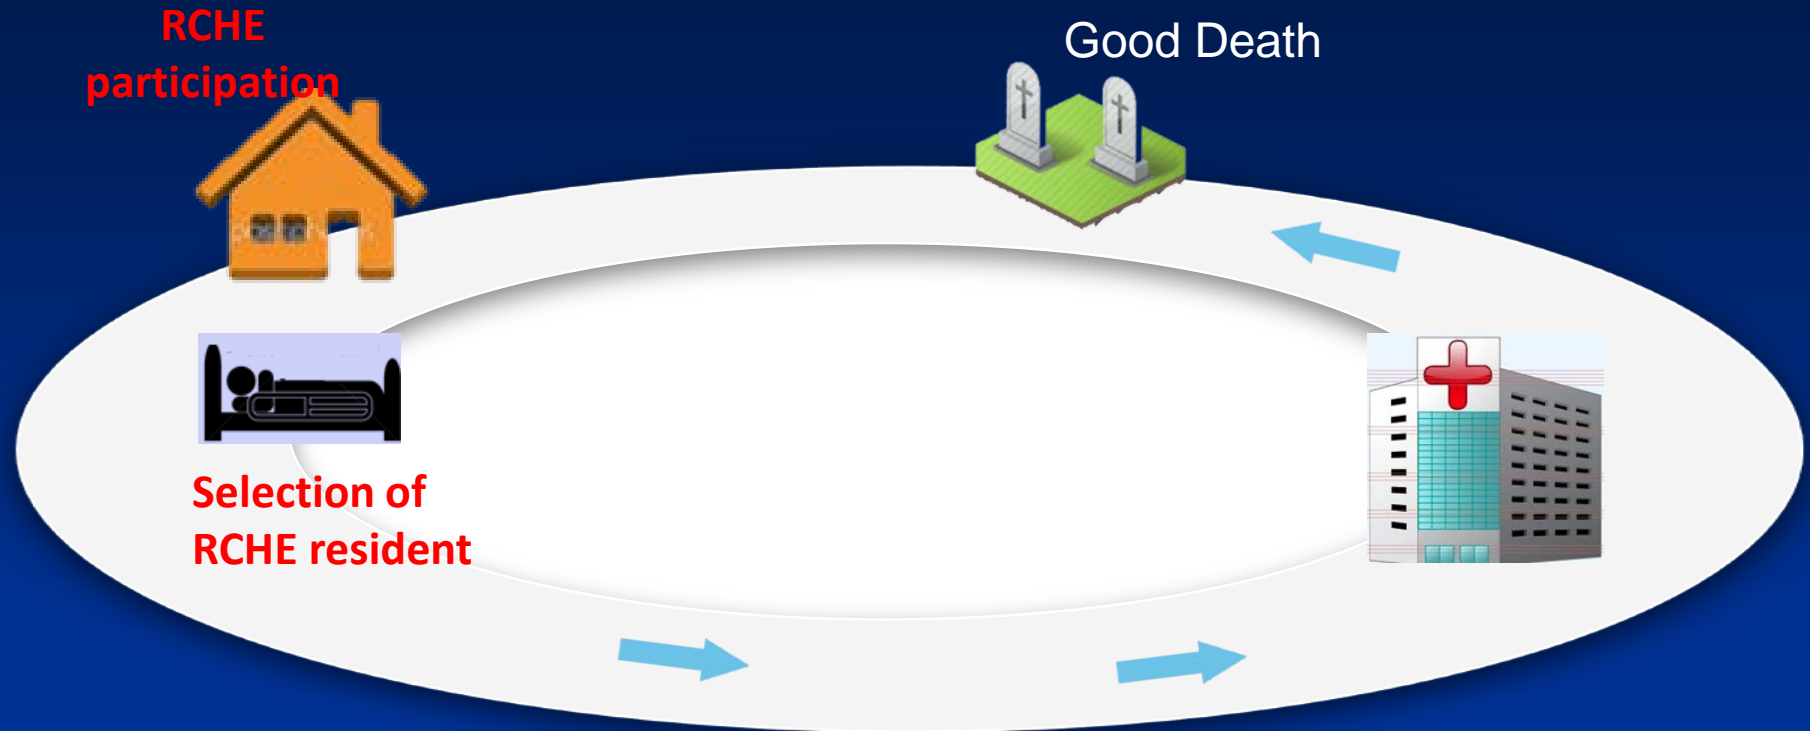 RCHE
participation
Good Death
Selection of
RCHE resident